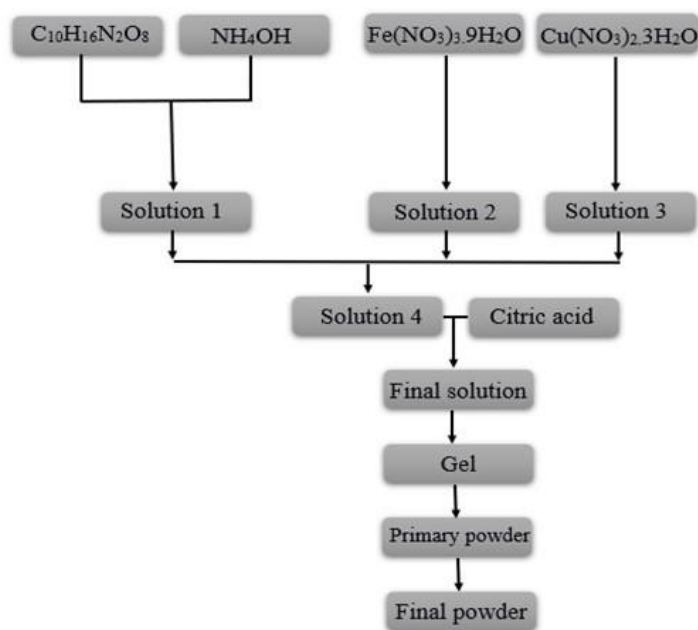 C₁₀H₁₆N₂O₈
NH₄OH
Fe(NO₃)₃.9H₂O
Cu(NO₃)₂.3H₂O
Solution 1
Solution 2
Solution 3
Solution 4
Citric acid
Final solution
Gel
Primary powder
Final powder